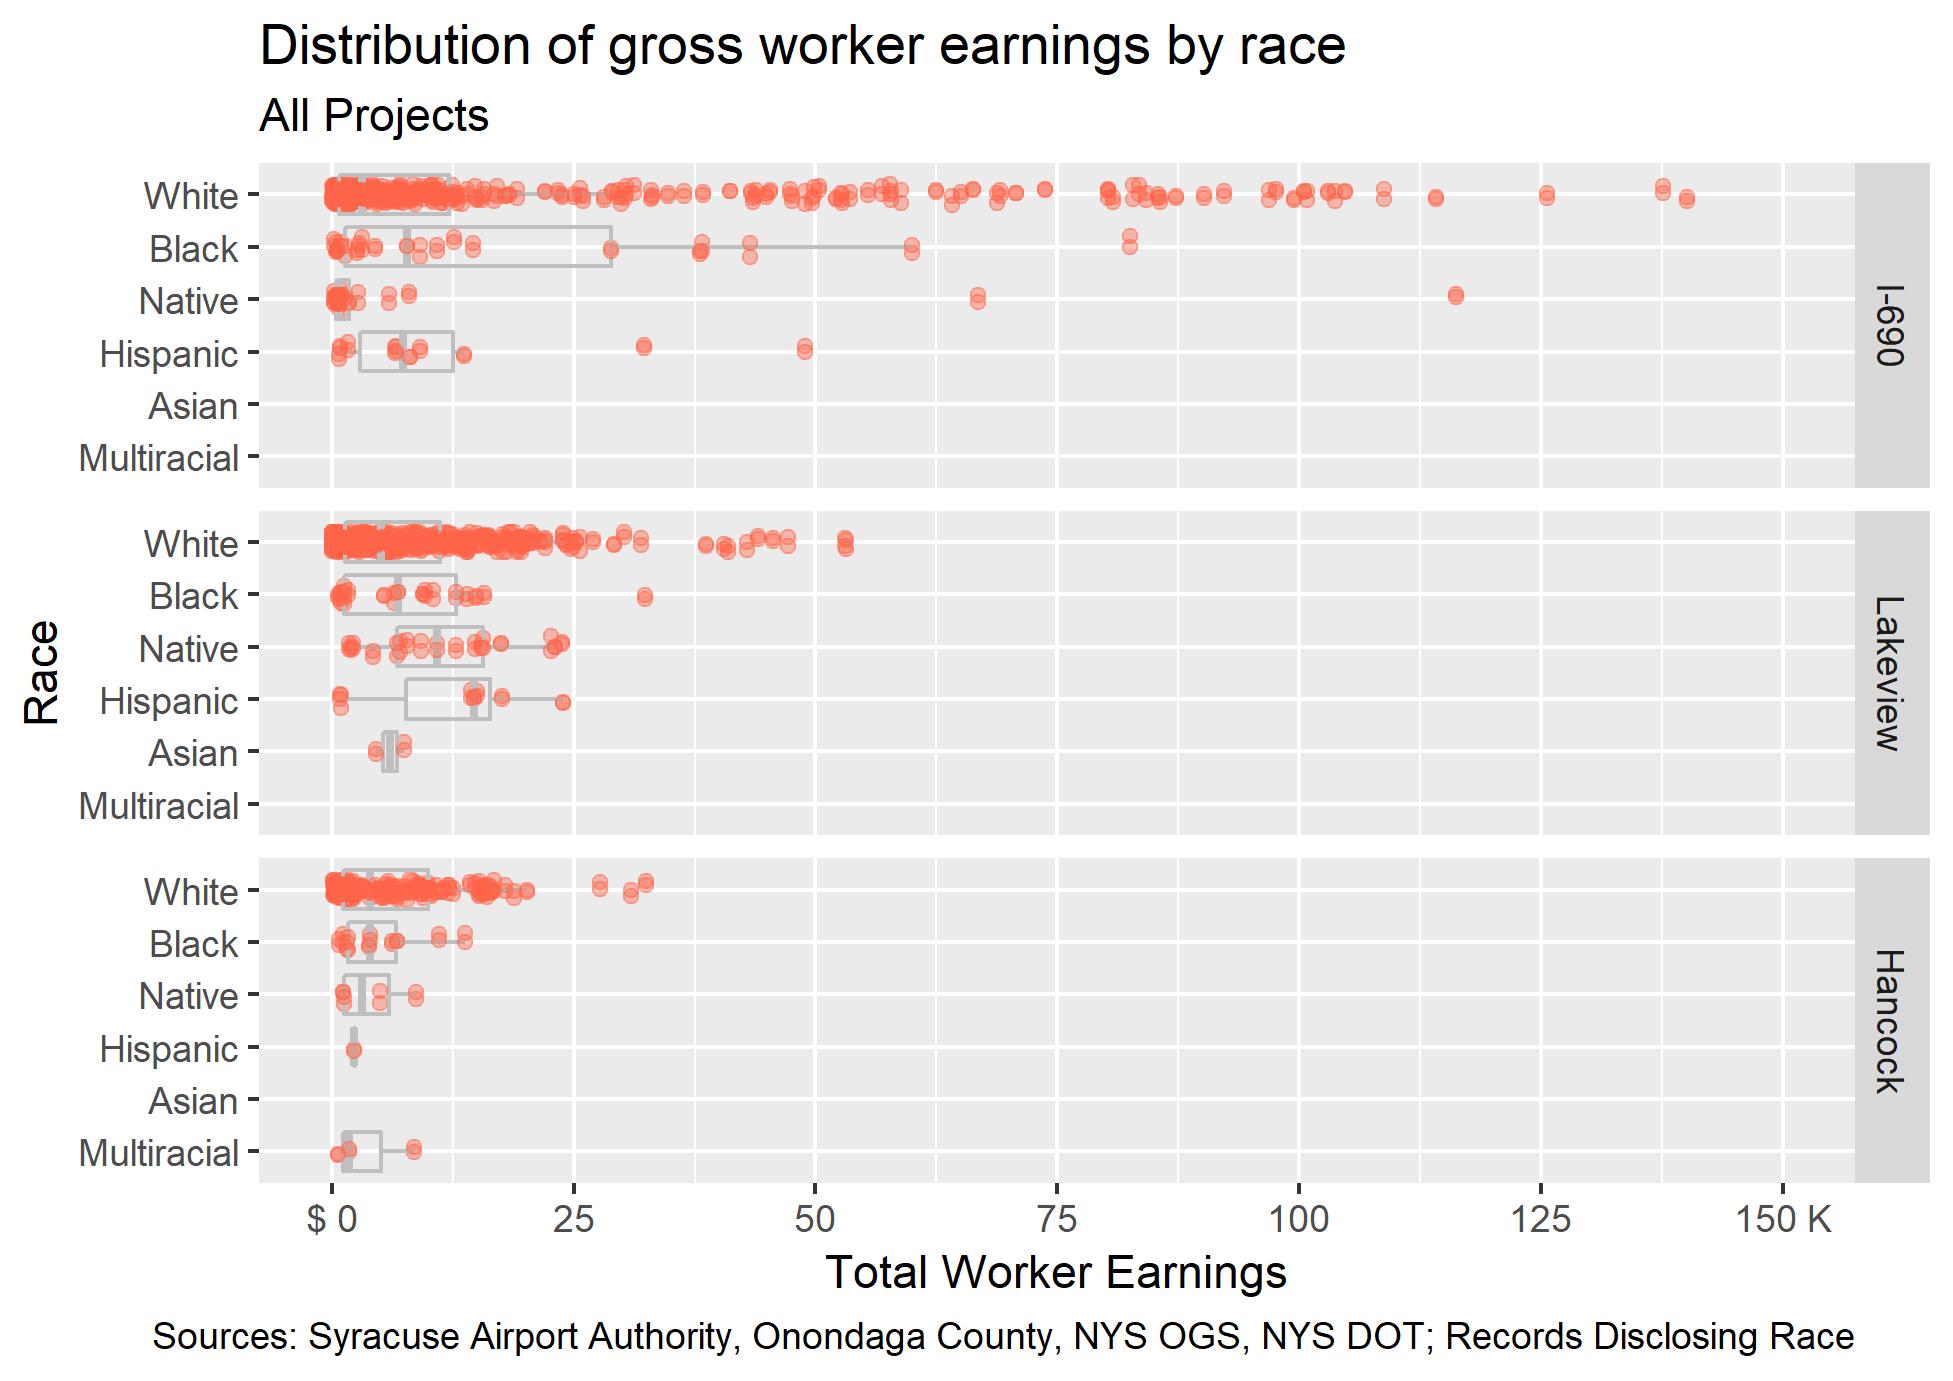 Distribution of gross worker earnings by race
All Projects
Race
White
Black
Native
Hispanic
Asian
Multiracial
I-690
White
Black
Native
Hispanic
Asian
Multiracial
Lakeview
White
Black
Native
Hispanic
Asian
Multiracial
Hancock
$ 0 25 50 75 100 125 150 K
Total Worker Earnings
Sources: Syracuse Airport Authority, Onondaga County, NYS OGS, NYS DOT; Records Disclosing Race